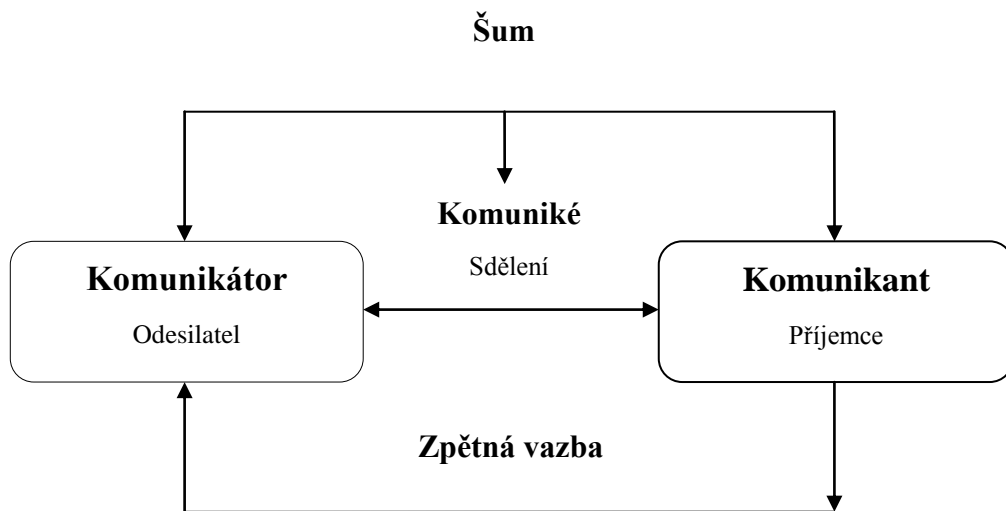 Šum
Komuniké
Sdělení
Komunikátor
Odesilatel
Komunikant
Příjemce
Zpětná vazba